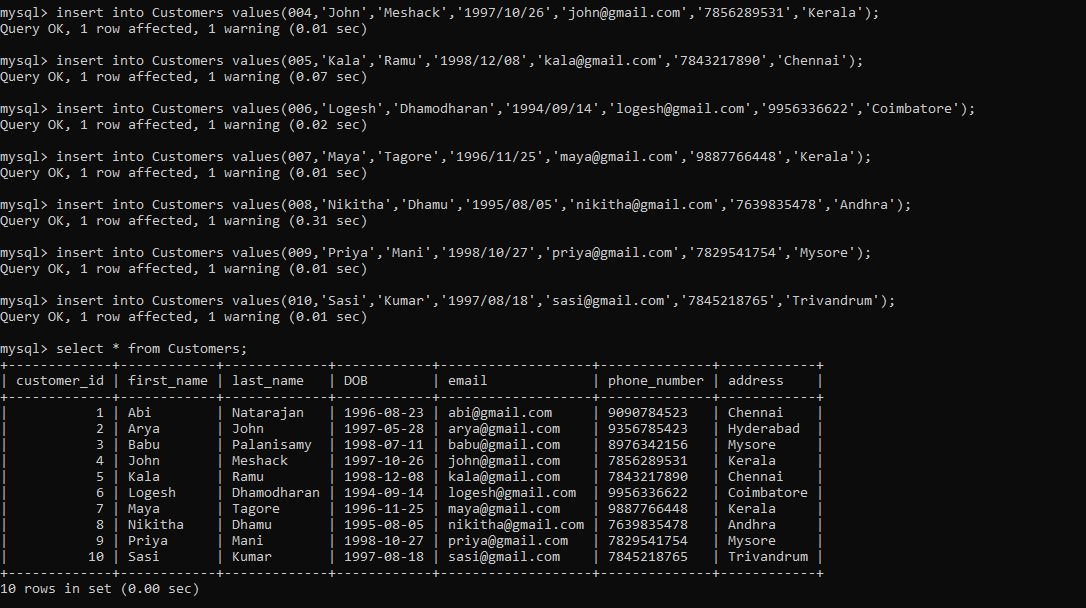 mysql> insert into Customers values(004,'John','Meshack','1997/10/26','john@gmail.com','7856289531','Kerala');
Query OK, 1 row affected, 1 warning (0.01 sec)
mysql> insert into Customers values(005,'Kala','Ramu','1998/12/08','kala@gmail.com','7843217890','Chennai');
Query OK, 1 row affected, 1 warning (0.07 sec)
mysql> insert into Customers values(006,'Logesh','Dhamodharan','1994/09/14','logesh@gmail.com','9956336622','Coimbatore');
Query OK, 1 row affected, 1 warning (0.02 sec)
mysql> insert into Customers values(007,'Maya','Tagore','1996/11/25','maya@gmail.com','9887766448','Kerala');
Query OK, 1 row affected, 1 warning (0.01 sec)
mysql> insert into Customers values(008,'Nikitha','Dhamu','1995/08/05','nikitha@gmail.com','7639835478','Andhra');
Query OK, 1 row affected, 1 warning (0.31 sec)
mysql> insert into Customers values(009,'Priya','Mani','1998/10/27','priya@gmail.com','7829541754','Mysore');
Query OK, 1 row affected, 1 warning (0.01 sec)
mysql> insert into Customers values(010,'Sasi','Kumar','1997/08/18','sasi@gmail.com','7845218765','Trivandrum');
Query OK, 1 row affected, 1 warning (0.01 sec)
mysql> select * from Customers;
+-------------+------------+-------------+------------+-------------------+--------------+------------+
| customer_id | first_name | last_name   | DOB        | email             | phone_number | address    |
+-------------+------------+-------------+------------+-------------------+--------------+------------+
|           1 | Abi        | Natarajan   | 1996-08-23 | abi@gmail.com     | 9090784523   | Chennai    |
|           2 | Arya       | John        | 1997-05-28 | arya@gmail.com    | 9356785423   | Hyderabad  |
|           3 | Babu       | Palanisamy  | 1998-07-11 | babu@gmail.com    | 8976342156   | Mysore     |
|           4 | John       | Meshack     | 1997-10-26 | john@gmail.com    | 7856289531   | Kerala     |
|           5 | Kala       | Ramu        | 1998-12-08 | kala@gmail.com    | 7843217890   | Chennai    |
|           6 | Logesh     | Dhamodharan | 1994-09-14 | logesh@gmail.com  | 9956336622   | Coimbatore |
|           7 | Maya       | Tagore      | 1996-11-25 | maya@gmail.com    | 9887766448   | Kerala     |
|           8 | Nikitha    | Dhamu       | 1995-08-05 | nikitha@gmail.com | 7639835478   | Andhra     |
|           9 | Priya      | Mani        | 1998-10-27 | priya@gmail.com   | 7829541754   | Mysore     |
|          10 | Sasi       | Kumar       | 1997-08-18 | sasi@gmail.com    | 7845218765   | Trivandrum |
+-------------+------------+-------------+------------+-------------------+--------------+------------+
10 rows in set (0.00 sec)